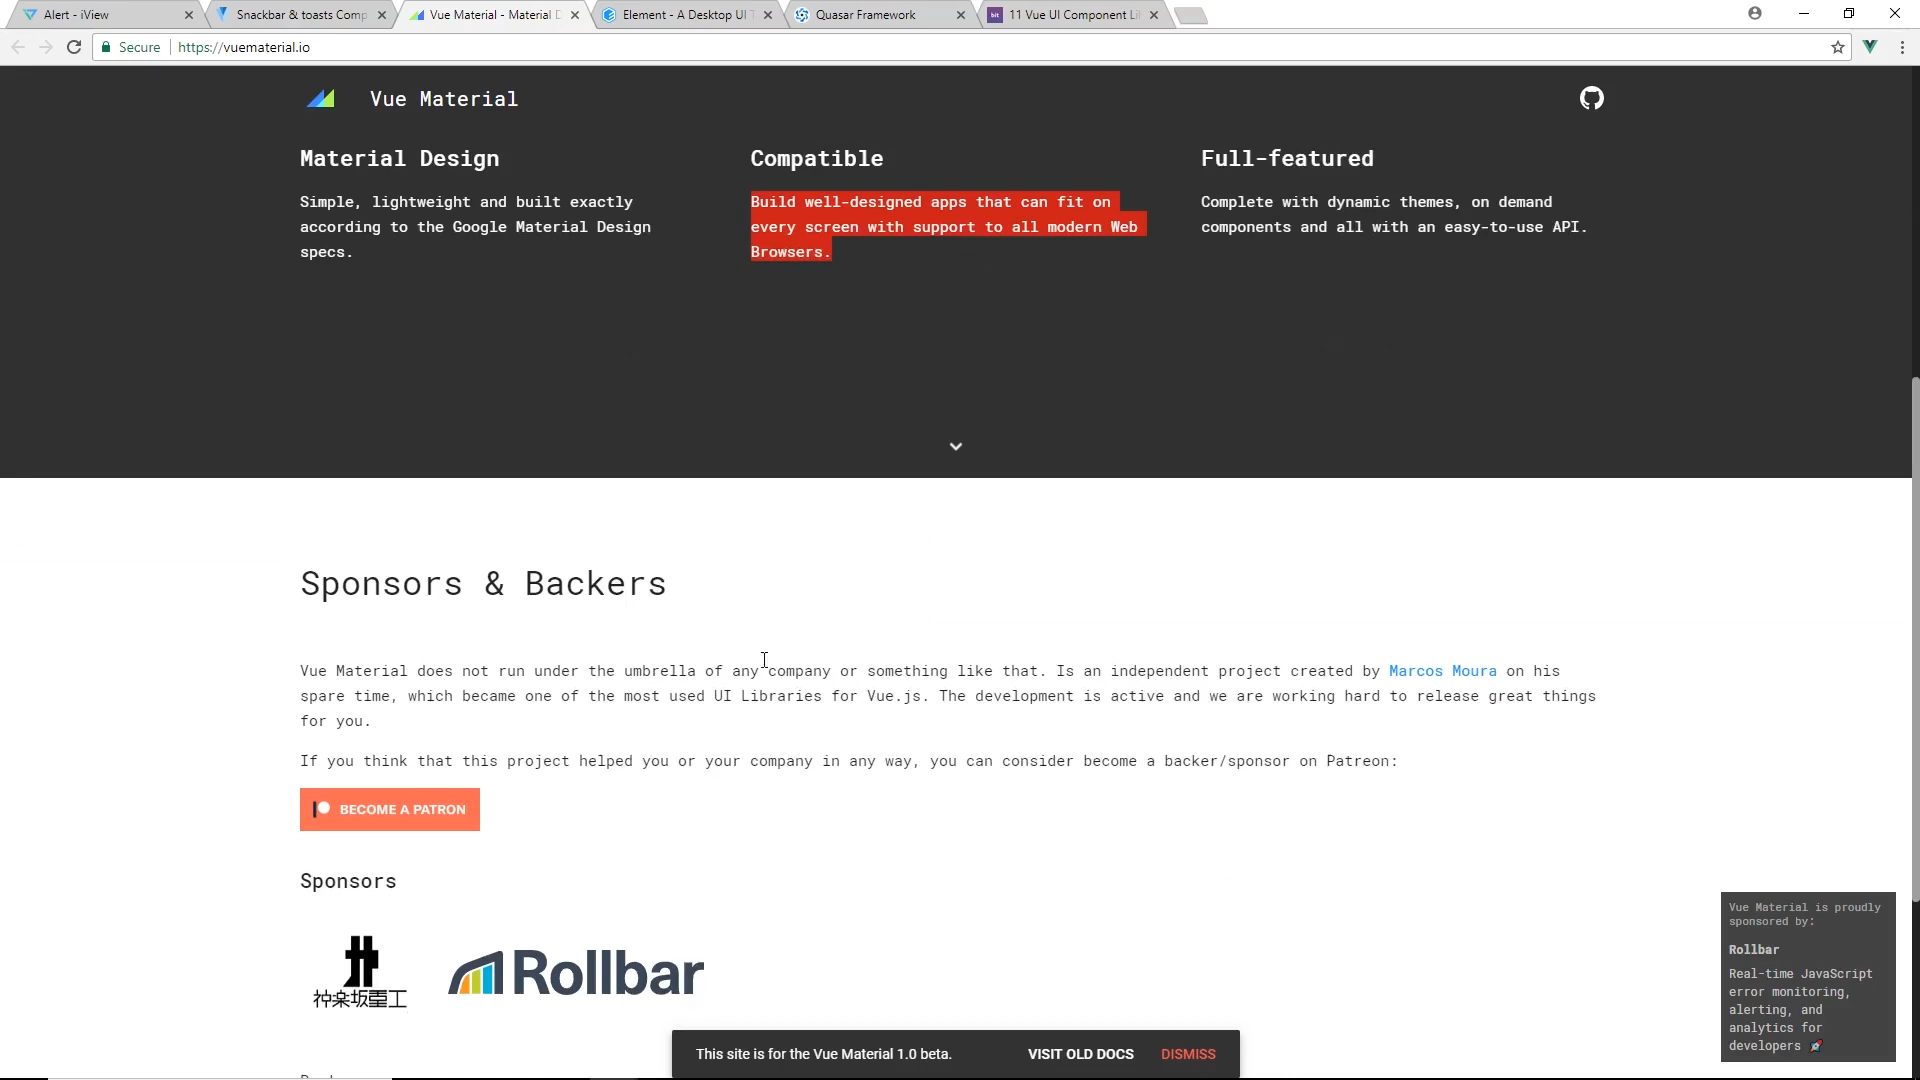 Alert - iView
Snackbar & toasts Comp
Vue Material - Material D
Element - A Desktop UI T
Quasar Framework
bit
11 Vue UI Component Li
Secure
https://vuematerial.io
Vue Material
Material Design
Simple, lightweight and built exactly
according to the Google Material Design
specs.
Compatible
Build well-designed apps that can fit on
every screen with support to all modern Web
Browsers.
Full-featured
Complete with dynamic themes, on demand
components and all with an easy-to-use API.
Sponsors & Backers
Vue Material does not run under the umbrella of any company or something like that. Is an independent project created by Marcos Moura on his
spare time, which became one of the most used UI Libraries for Vue.js. The development is active and we are working hard to release great things
for you.
If you think that this project helped you or your company in any way, you can consider become a backer/sponsor on Patreon:
BECOME A PATRON
Sponsors
神楽坂重工
Rollbar
Vue Material is proudly
sponsored by:
Rollbar
Real-time JavaScript
error monitoring,
alerting, and
analytics for
developers 🚀
This site is for the Vue Material 1.0 beta.
VISIT OLD DOCS
DISMISS